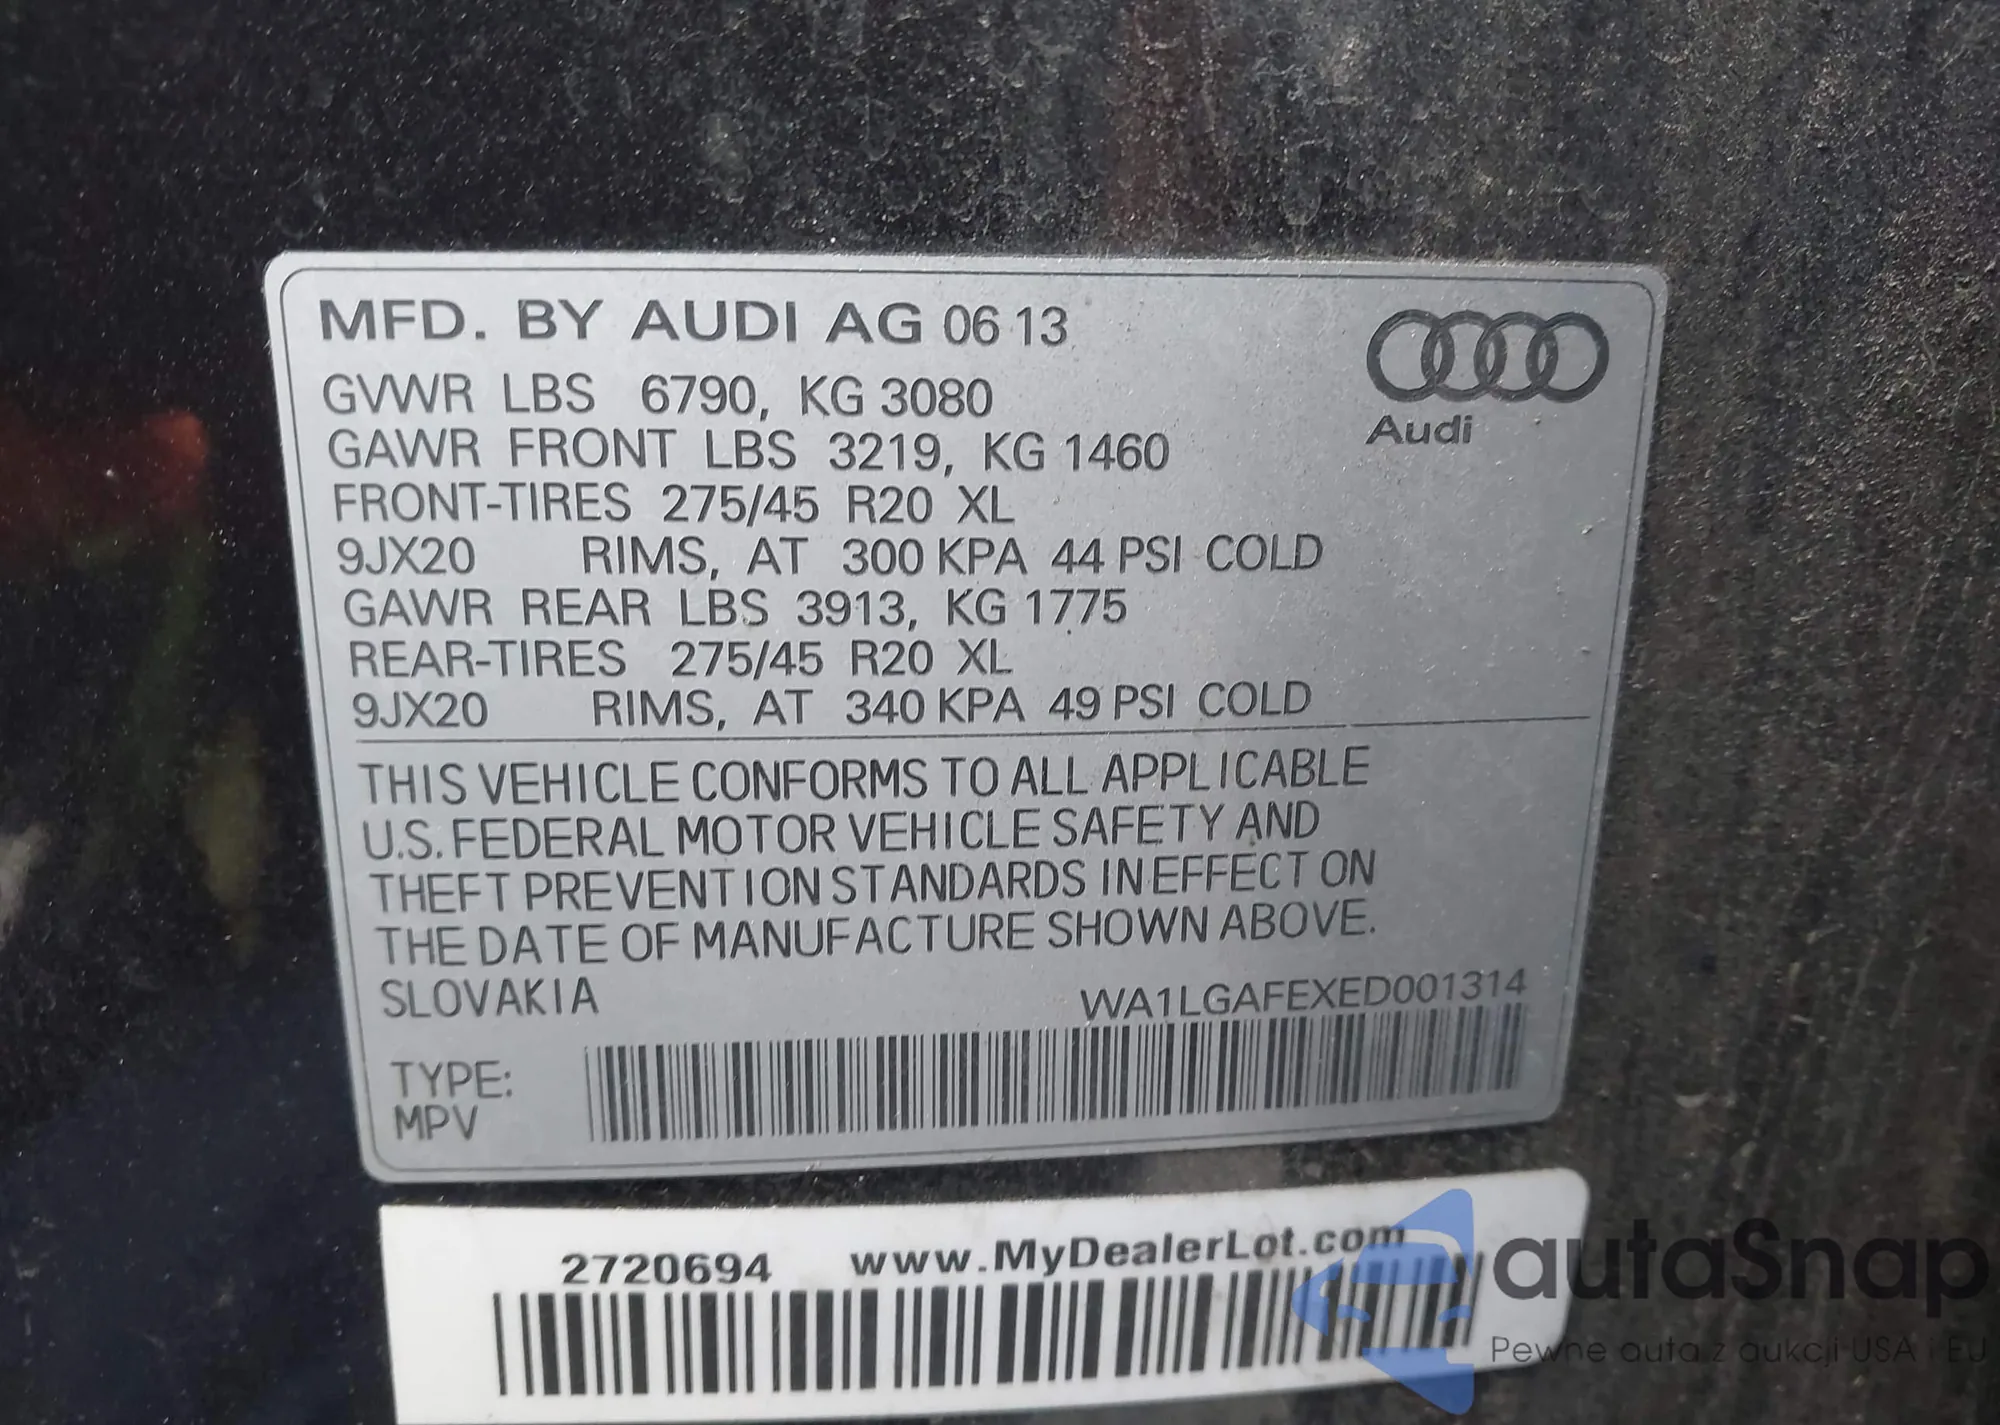 MFD. BY AUDI AG 06 13
GVWR LBS 6790, KG 3080
GAWR FRONT LBS 3219, KG 1460
FRONT-TIRES 275/45 R20 XL
9JX20 RIMS, AT 300 KPA 44 PSI COLD
GAWR REAR LBS 3913, KG 1775
REAR-TIRES 275/45 R20 XL
9JX20 RIMS, AT 340 KPA 49 PSI COLD
Audi
THIS VEHICLE CONFORMS TO ALL APPLICABLE
U.S. FEDERAL MOTOR VEHICLE SAFETY AND
THEFT PREVENTION STANDARDS IN EFFECT ON
THE DATE OF MANUFACTURE SHOWN ABOVE.
SLOVAKIA WA1LGAFEXED001314
TYPE:
MPV
2720694 www.MyDealerLot.com
autaSnap
Pewne auta z aukcji USA i EU